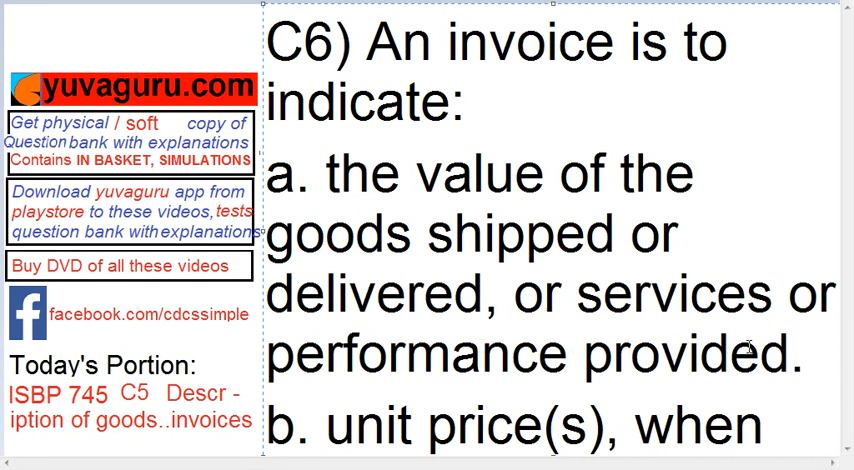 yuvaguru.com
Get physical / soft copy of
Question bank with explanations
Contains IN BASKET, SIMULATIONS
Download yuvaguru app from
playstore to these videos, tests
question bank with explanations
Buy DVD of all these videos
facebook.com/cdcssimple
Today's Portion:
ISBP 745 C5 Descr -
iption of goods..invoices
C6) An invoice is to
indicate:
a. the value of the
goods shipped or
delivered, or services or
performance provided.
b. unit price(s), when